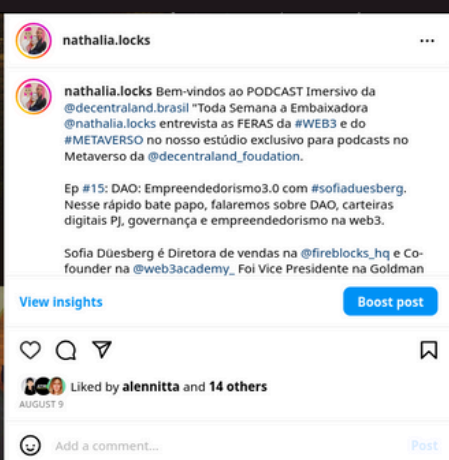 nathalia.locks
nathalia.locks Bem-vindos ao PODCAST Imersivo da
@decentraland.brasil "Toda Semana a Embaixadora
@nathalia.locks entrevista as FERAS da #WEB3 e do
#METAVERSO no nosso estúdio exclusivo para podcasts no
Metaverso da @decentraland_foudation.
Ep #15: DAO: Empreendedorismo3.0 com #sofiaduesberg.
Nesse rápido bate papo, falaremos sobre DAO, carteiras
digitais PJ, governança e empreendedorismo na web3.
Sofia Düesberg é Diretora de vendas na @fireblocks_hq e Co-
founder na @web3academy_ Foi Vice Presidente na Goldman
View insights
Boost post
Liked by alennitta and 14 others
AUGUST 9
Add a comment...
Post